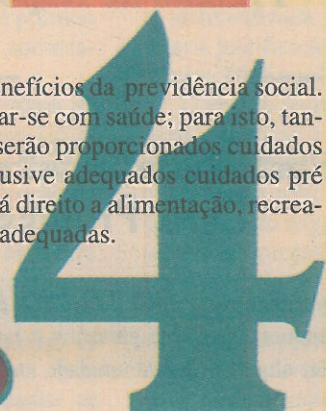 nefícios da previdência social.
ar-se com saúde; para isto, tan-
serão proporcionados cuidados
usive adequados cuidados pré
á direito a alimentação, recrea-
adequadas.
4